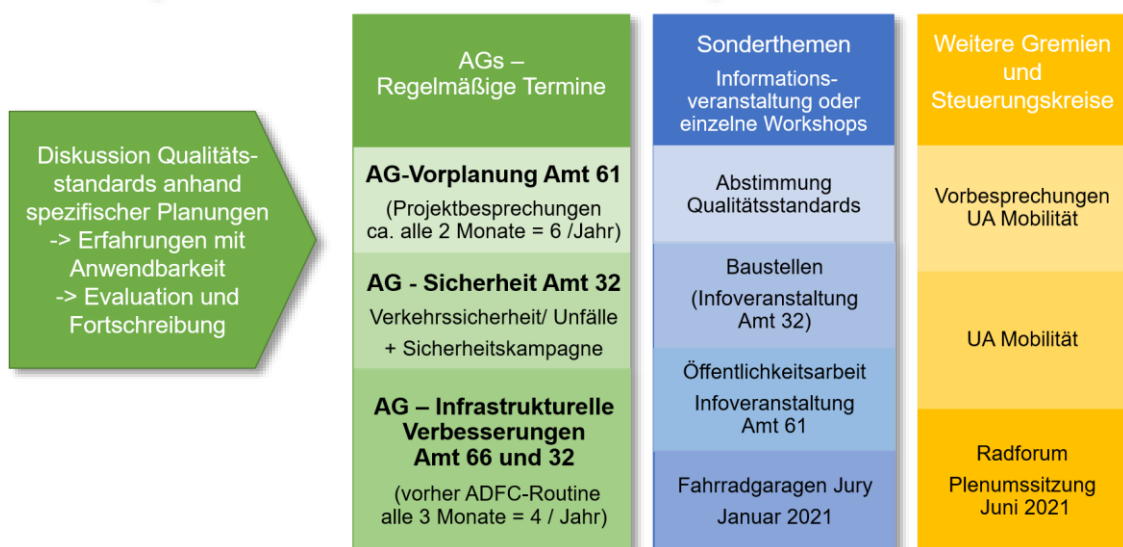 Diskussion Qualitäts-
standards anhand
spezifischer Planungen
-> Erfahrungen mit
Anwendbarkeit
-> Evaluation und
Fortschreibung
AGs –
Regelmäßige Termine
AG-Vorplanung Amt 61
(Projektbesprechungen
ca. alle 2 Monate = 6 /Jahr)
AG - Sicherheit Amt 32
Verkehrssicherheit/ Unfälle
+ Sicherheitskampagne
AG – Infrastrukturelle
Verbesserungen
Amt 66 und 32
(vorher ADFC-Routine
alle 3 Monate = 4 / Jahr)
Sonderthemen
Informations-
veranstaltung oder
einzelne Workshops
Abstimmung
Qualitätsstandards
Baustellen
(Infoveranstaltung
Amt 32)
Öffentlichkeitsarbeit
Infoveranstaltung
Amt 61
Fahrradgaragen Jury
Januar 2021
Weitere Gremien
und
Steuerungskreise
Vorbesprechungen
UA Mobilität
UA Mobilität
Radforum
Plenumssitzung
Juni 2021